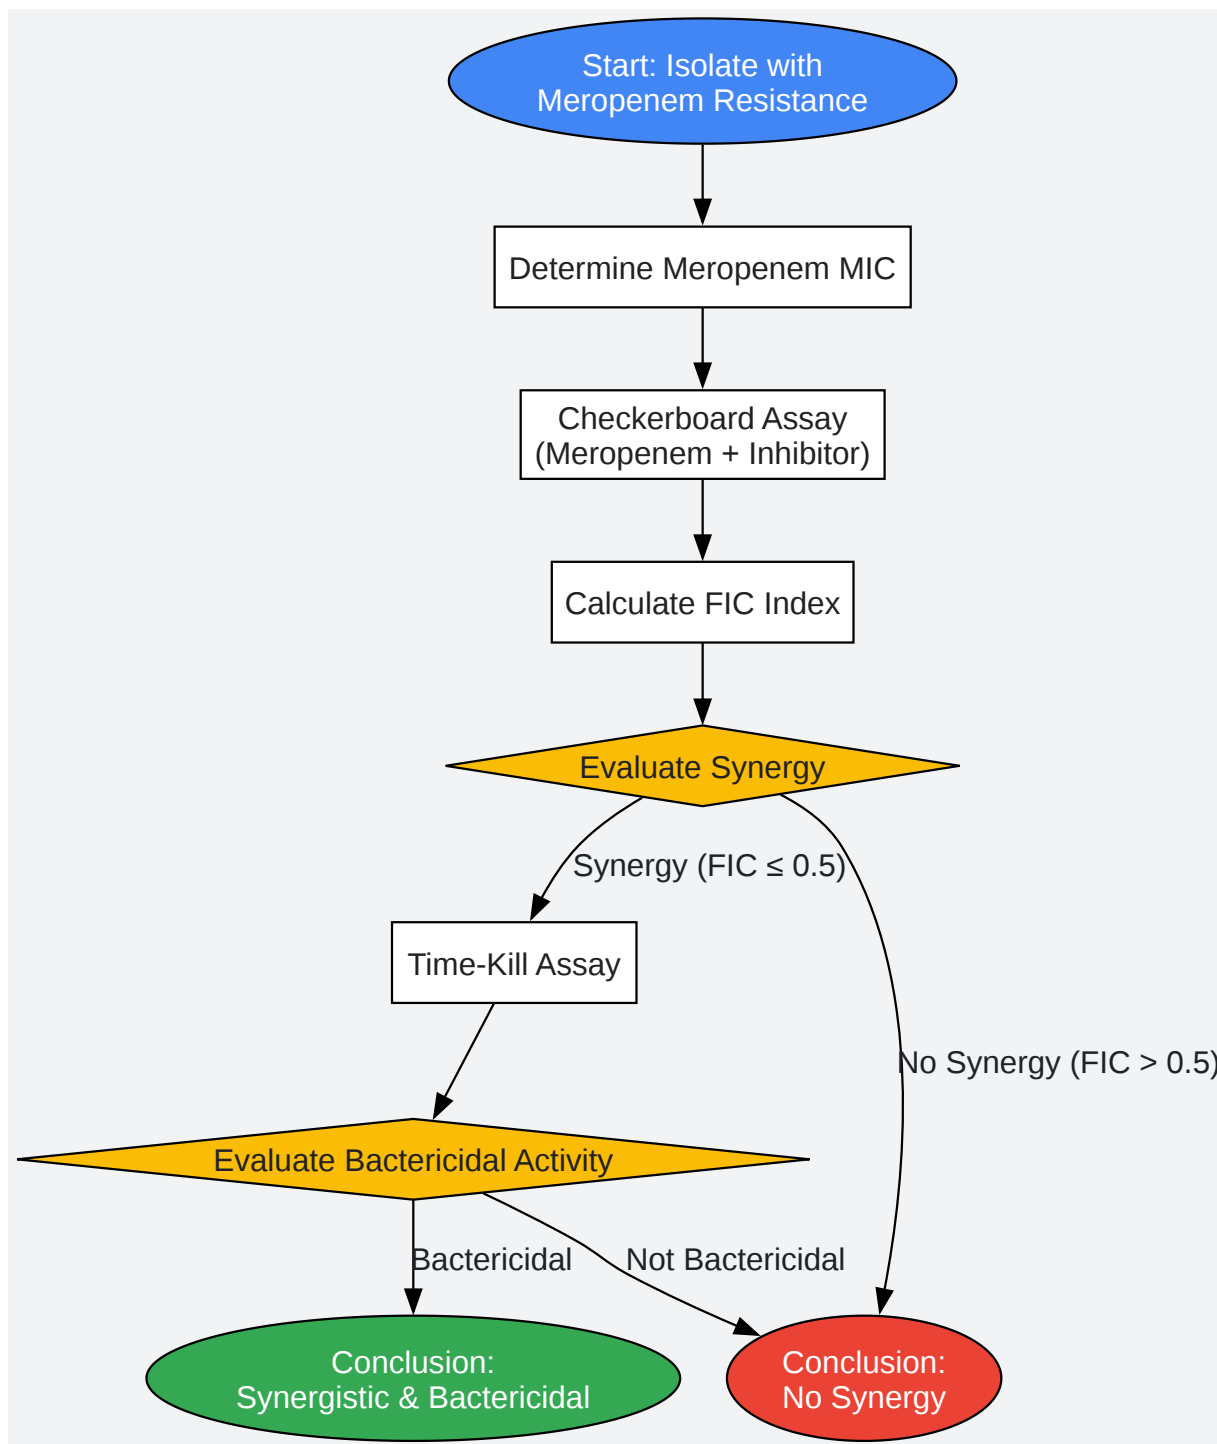 Start: Isolate with
Meropenem Resistance
Determine Meropenem MIC
Checkerboard Assay
(Meropenem + Inhibitor)
Calculate FIC Index
Evaluate Synergy
Synergy (FIC ≤ 0.5)
Time-Kill Assay
No Synergy (FIC > 0.5)
Evaluate Bactericidal Activity
Bactericidal
Not Bactericidal
Conclusion:
Synergistic & Bactericidal
Conclusion:
No Synergy